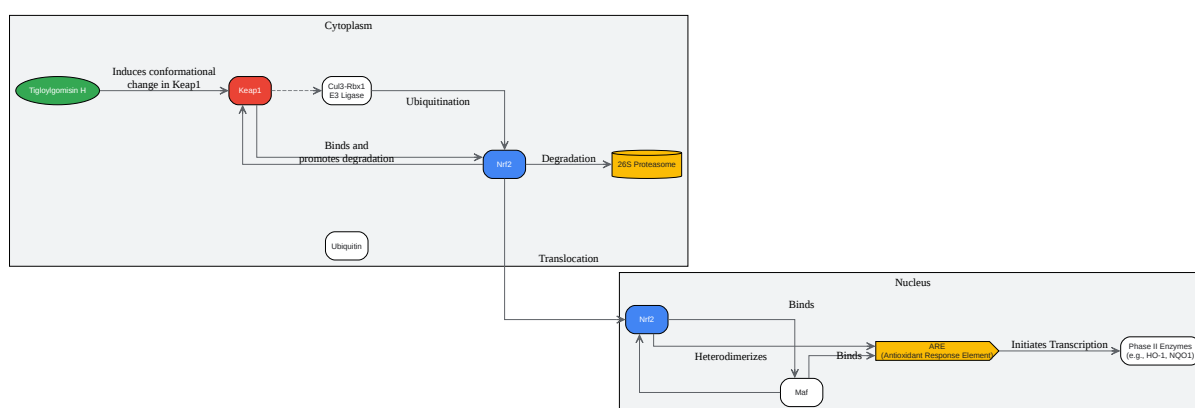 Cytoplasm
Induces conformational
change in Keap1
Tigloylgomisin H
Keap1
Cul3-Rbx1
E3 Ligase
Ubiquitination
Binds and
promotes degradation
Nrf2
Degradation
26S Proteasome
Ubiquitin
Translocation
Nucleus
Nrf2
Binds
Heterodimerizes
Binds
ARE
(Antioxidant Response Element)
Initiates Transcription
Phase II Enzymes
(e.g., HO-1, NQO1)
Maf